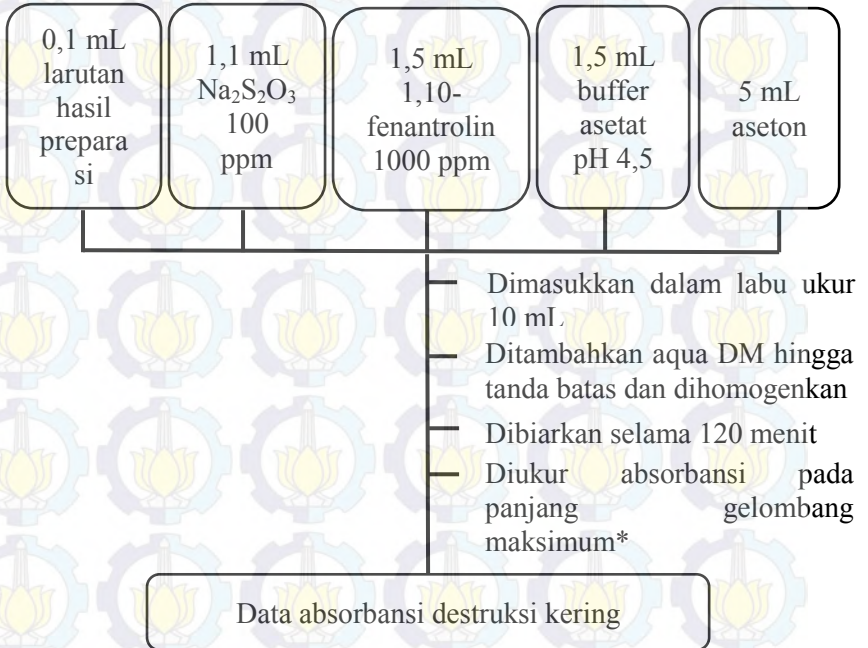 0,1 mL
larutan
hasil
prepara
si
1,1 mL
Na₂S₂O₃
100
ppm
1,5 mL
1,10-
fenantrolin
1000 ppm
1,5 mL
buffer
asetat
pH 4,5
5 mL
aseton
Dimasukkan dalam labu ukur
10 mL
Ditambahkan aqua DM hingga
tanda batas dan dihomogenkan
Dibiarkan selama 120 menit
Diukur absorbansi pada
panjang gelombang
maksimum*
Data absorbansi destruksi kering